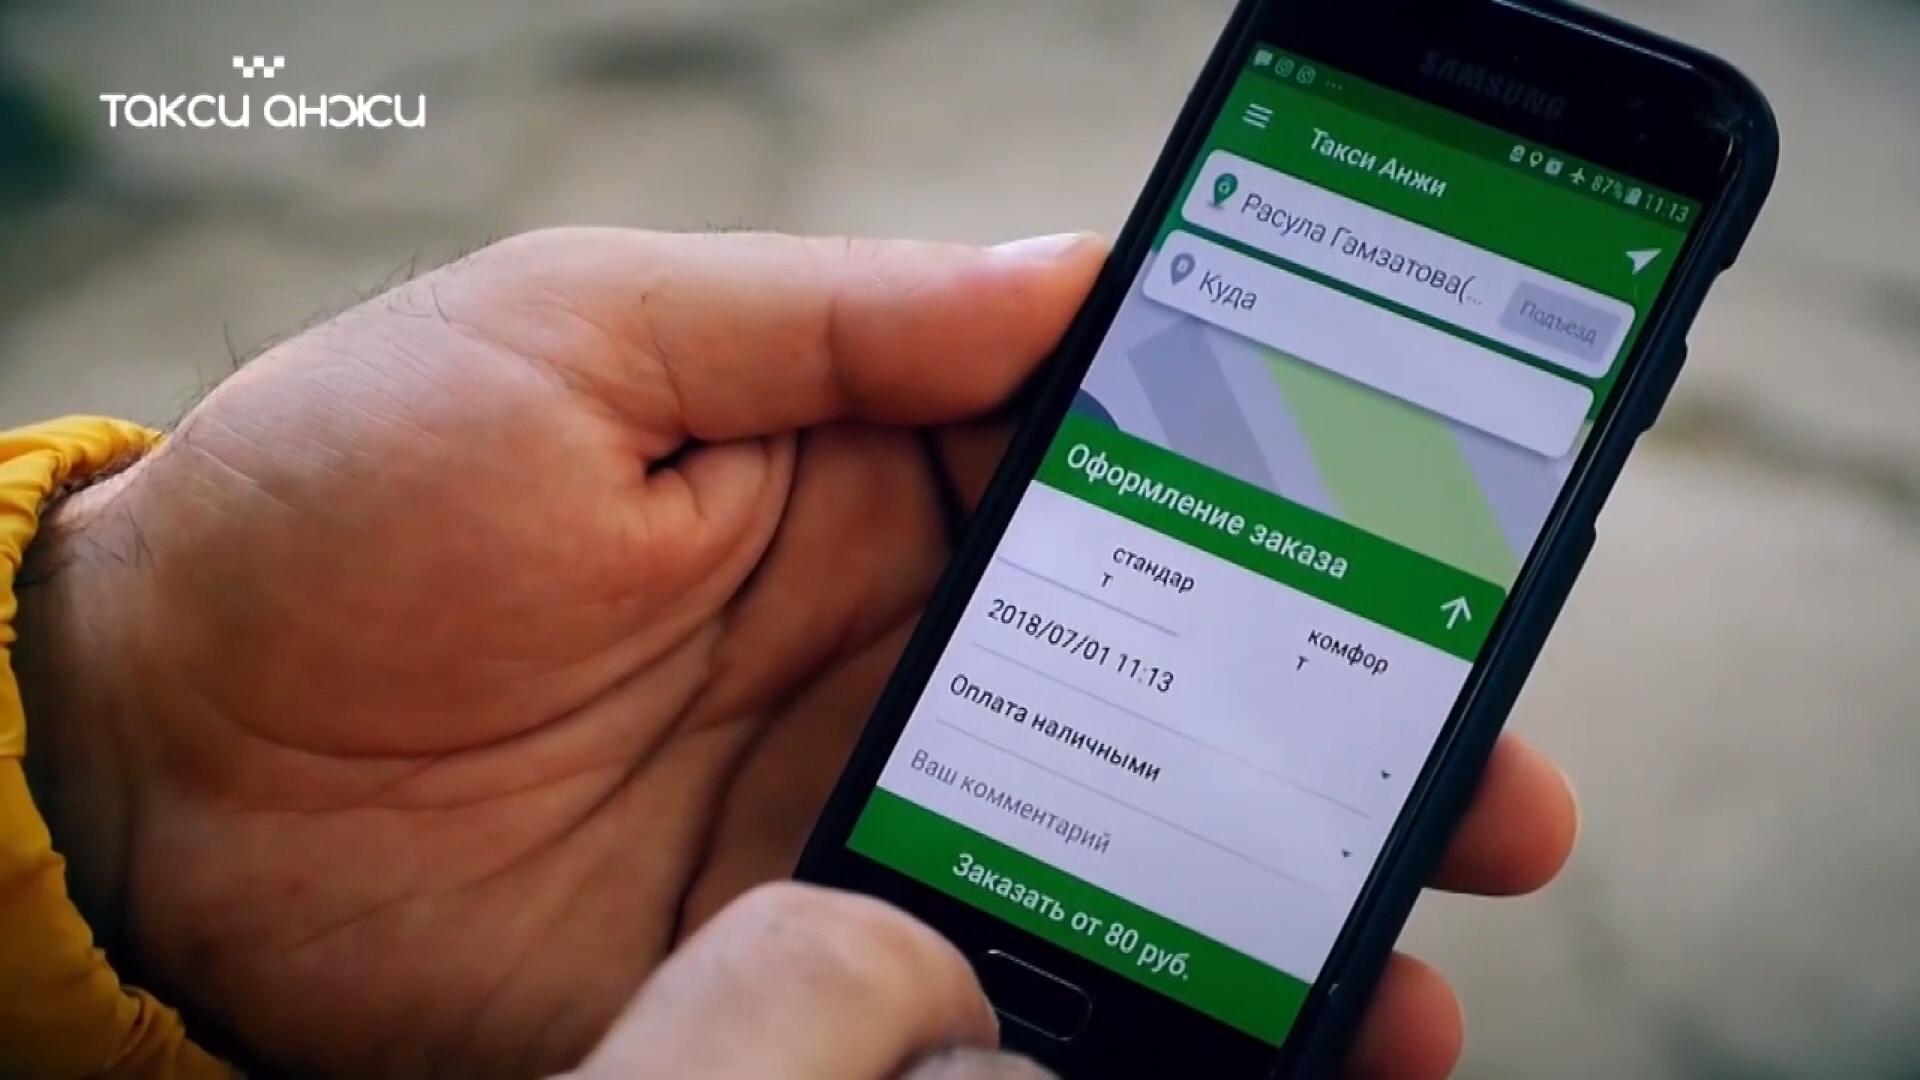 такси анжи
SAMSUNG
87% 11:13
Такси Анжи
Расула Гамзатова(...
Подъезд
Куда
Оформление заказа
стандар
т
комфор
т
2018/07/01 11:13
Оплата наличными
Ваш комментарий
Заказать от 80 руб.